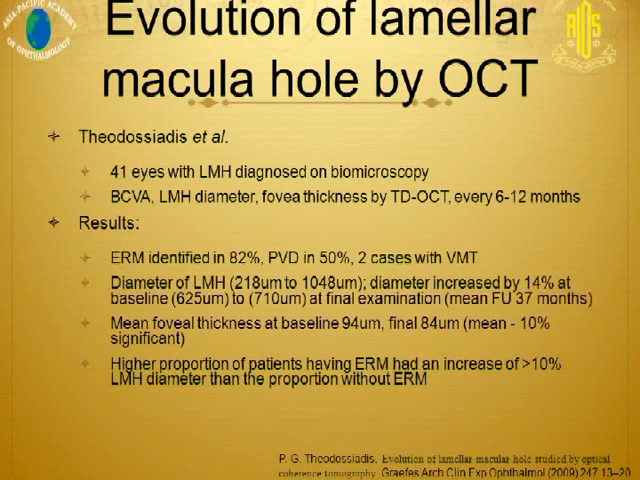 ASIA-PACIFIC ACADEMY
OF OPHTHALMOLOGY
Evolution of lamellar
macula hole by OCT
Theodossiadis et al.
41 eyes with LMH diagnosed on biomicroscopy
BCVA, LMH diameter, fovea thickness by TD-OCT, every 6-12 months
Results:
ERM identified in 82%, PVD in 50%, 2 cases with VMT
Diameter of LMH (218um to 1048um); diameter increased by 14% at
baseline (625um) to (710um) at final examination (mean FU 37 months)
Mean foveal thickness at baseline 94um, final 84um (mean - 10%
significant)
Higher proportion of patients having ERM had an increase of >10%
LMH diameter than the proportion without ERM
P. G. Theodossiadis. Evolution of lamellar macular hole studied by optical
coherence tomography. Graefes Arch Clin Exp Ophthalmol (2009) 247:13–20